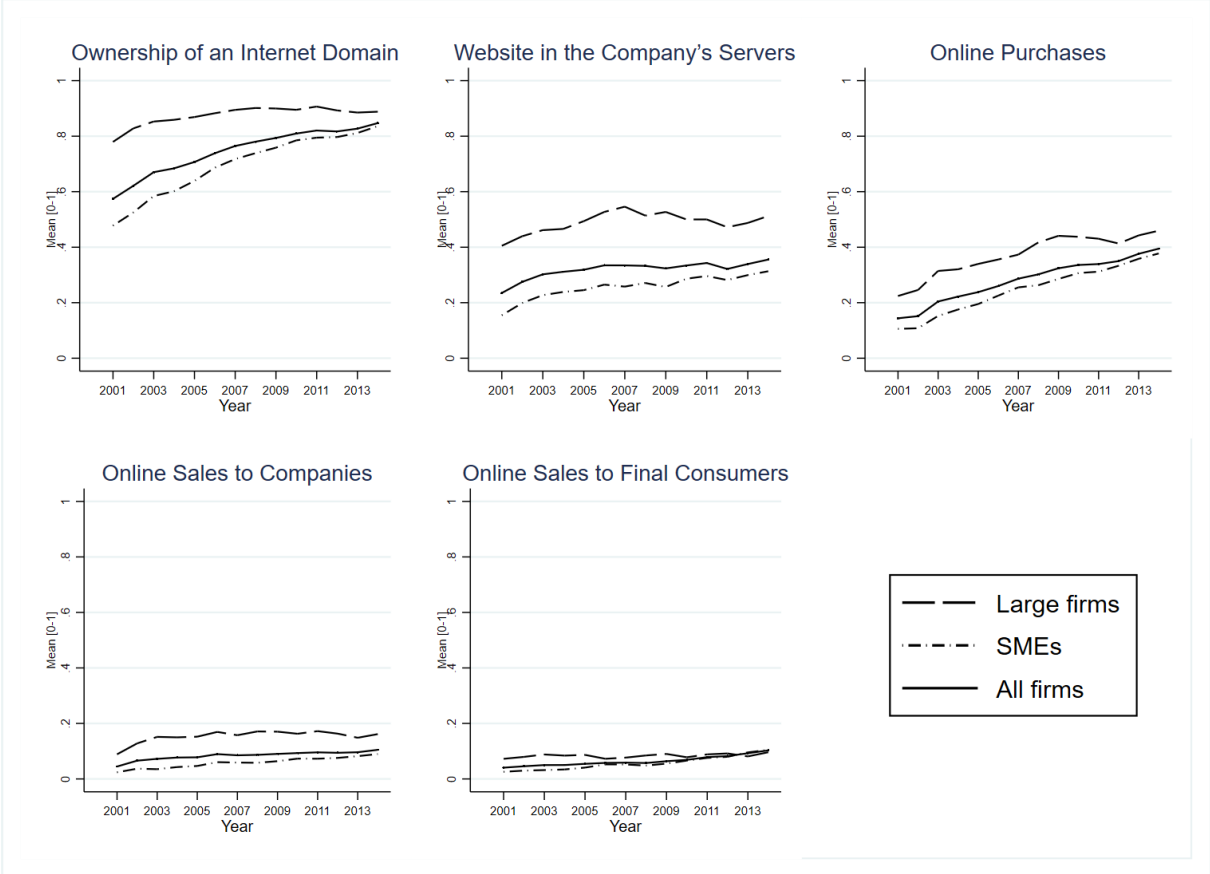 Ownership of an Internet Domain
Mean [0-1]
1
.8
.6
.4
.2
0
2001 2003 2005 2007 2009 2011 2013
Year
Website in the Company’s Servers
Mean [0-1]
1
.8
.6
.4
.2
0
2001 2003 2005 2007 2009 2011 2013
Year
Online Purchases
Mean [0-1]
1
.8
.6
.4
.2
0
2001 2003 2005 2007 2009 2011 2013
Year
Online Sales to Companies
Mean [0-1]
1
.8
.6
.4
.2
0
2001 2003 2005 2007 2009 2011 2013
Year
Online Sales to Final Consumers
Mean [0-1]
1
.8
.6
.4
.2
0
2001 2003 2005 2007 2009 2011 2013
Year
Large firms
SMEs
All firms